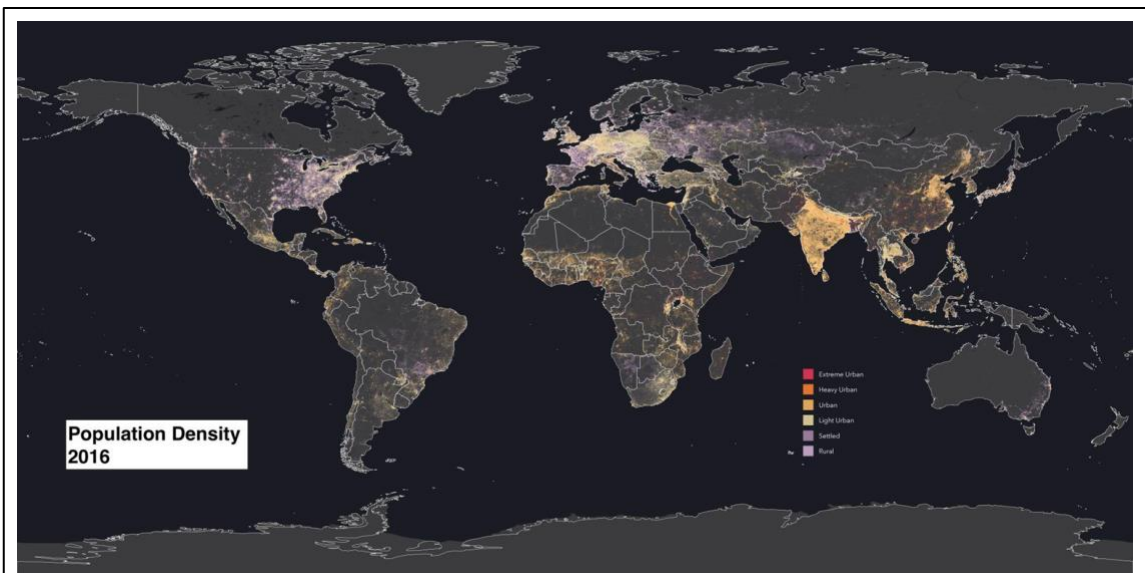 Extreme Urban
Heavy Urban
Urban
Light Urban
Settled
Rural
Population Density
2016